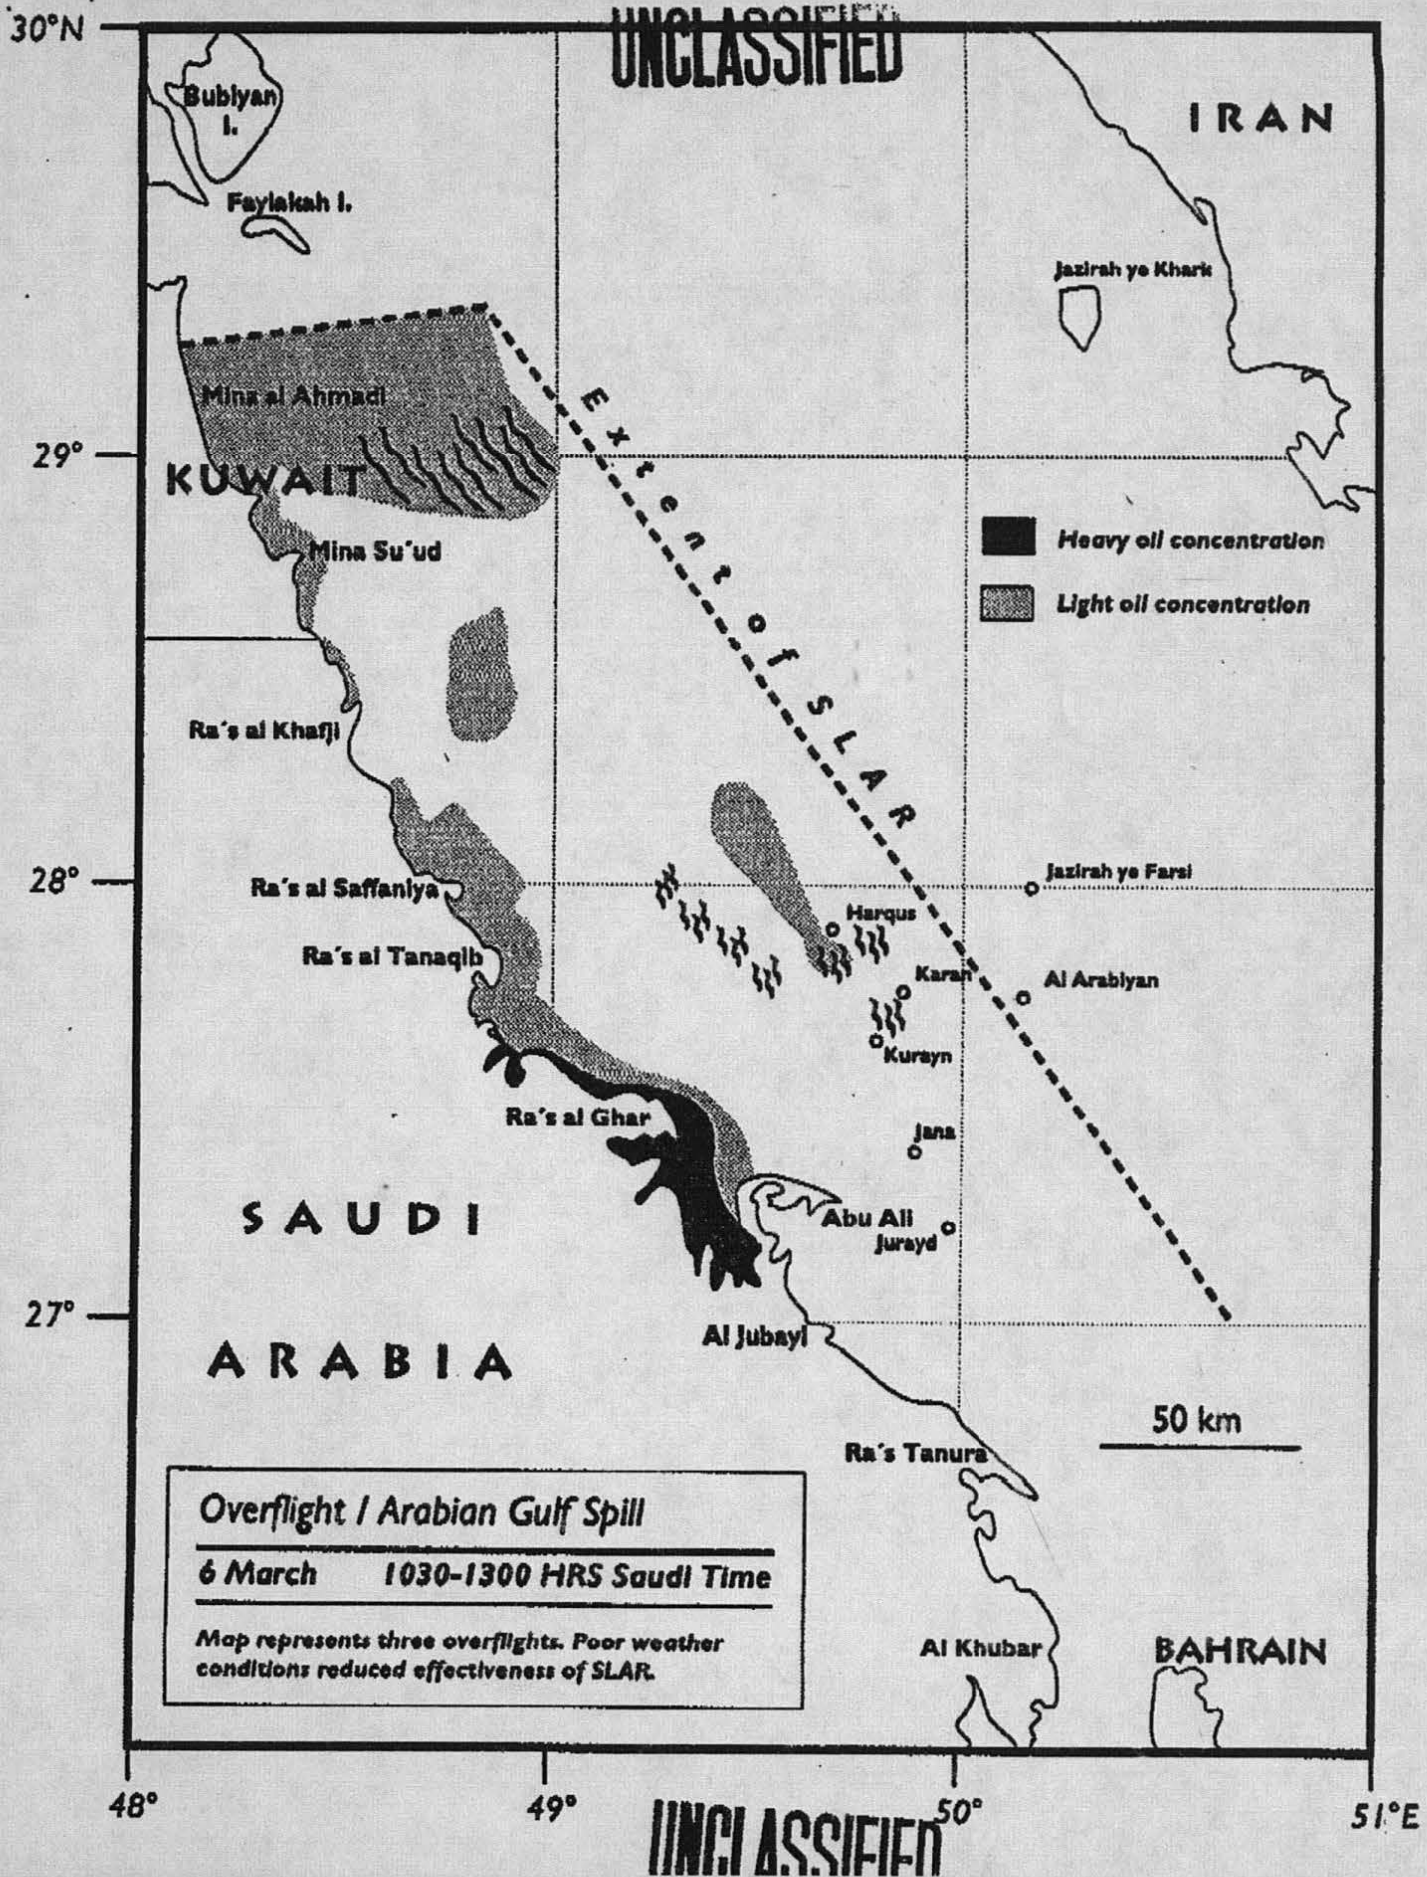 UNCLASSIFIED
30°N
Bubiyan
I.
IRAN
Faylakah I.
Jazirah ye Khark
Mina al Ahmadi
29°
KUWAIT
Extent of SLAR
Heavy oil concentration
Mina Su'ud
Light oil concentration
Ra's al Khafji
28°
Ra's al Saffaniya
Jazirah ye Farsi
Harqus
Ra's al Tanaqib
Karan
Al Arabiyan
Kurayn
Ra's al Ghar
Jana
SAUDI
Abu Ali
Jurayd
27°
Al Jubayl
ARABIA
50 km
Ra's Tanura
Overflight / Arabian Gulf Spill
6 March 1030-1300 HRS Saudi Time
Map represents three overflights. Poor weather
conditions reduced effectiveness of SLAR.
Al Khubar
BAHRAIN
48°
49°
50°
51°E
UNCLASSIFIED